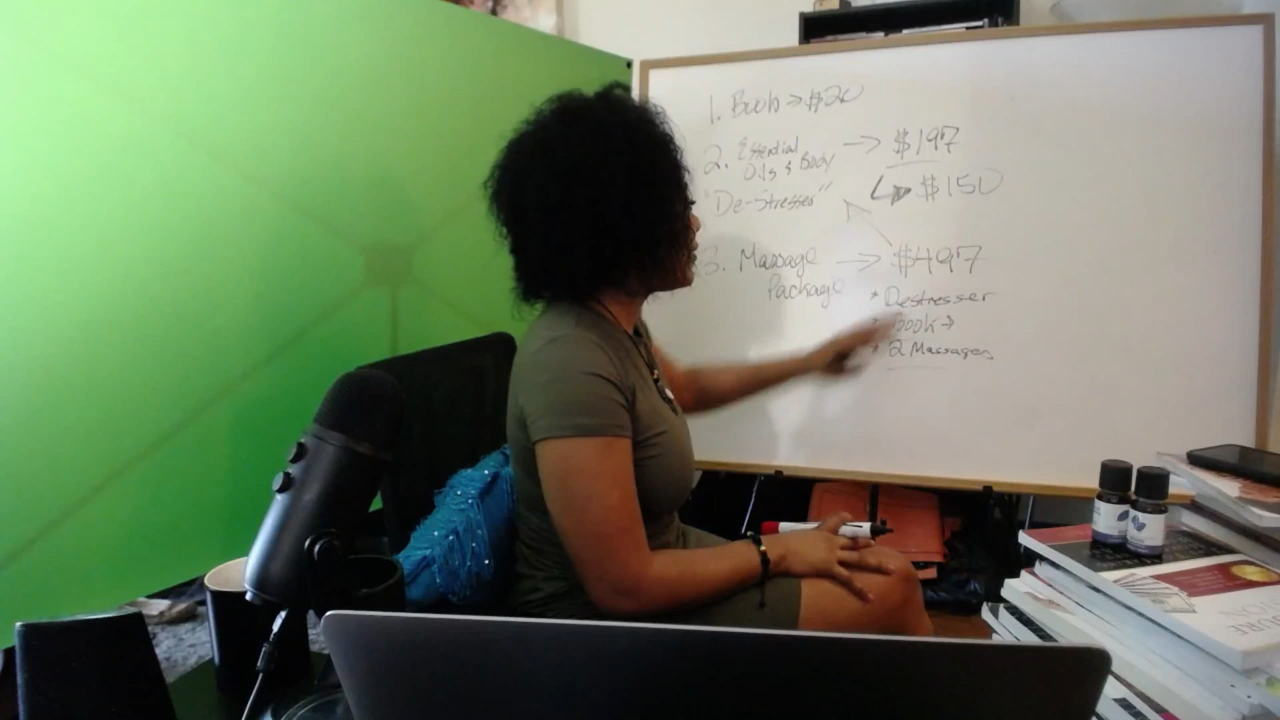 1. Book → $20
2. Essential Oils & Body → $197
↳ $150
"De-Stresser"
3. Massage Package → $497
* Destresser
* Book →
* 2 Massages